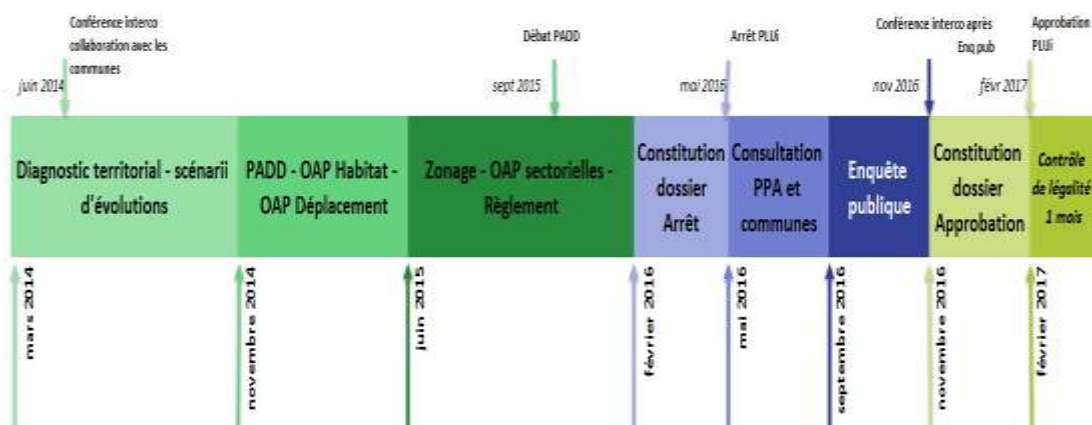 Conférence interco
collaboration avec les
communes
juin 2014
Débat PADD
sept 2015
Arrêt PLUi
mai 2016
Conférence interco après
Enq pub
nov 2016
Approbation
PLUi
févr 2017
Diagnostic territorial - scénarii
d'évolutions
PADD - OAP Habitat -
OAP Déplacement
Zonage - OAP sectorielles -
Règlement
Constitution
dossier
Arrêt
Consultation
PPA et
communes
Enquête
publique
Constitution
dossier
Approbation
Contrôle
de légalité
1 mois
mars 2014
novembre 2014
juin 2015
février 2016
mai 2016
septembre 2016
novembre 2016
février 2017